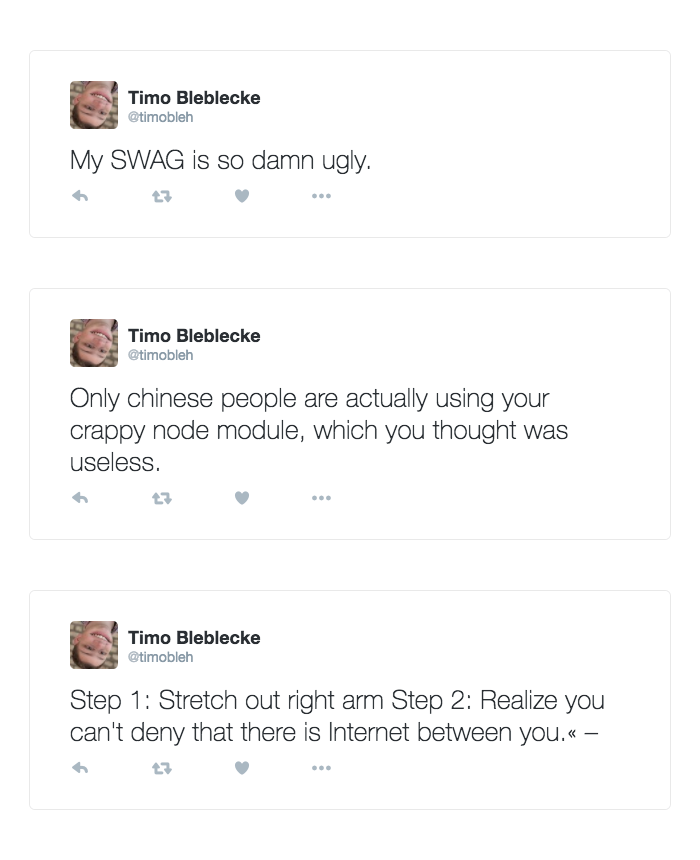 Timo Bleblecke
@timobleh
My SWAG is so damn ugly.
Timo Bleblecke
@timobleh
Only chinese people are actually using your
crappy node module, which you thought was
useless.
Timo Bleblecke
@timobleh
Step 1: Stretch out right arm Step 2: Realize you
can't deny that there is Internet between you.« –